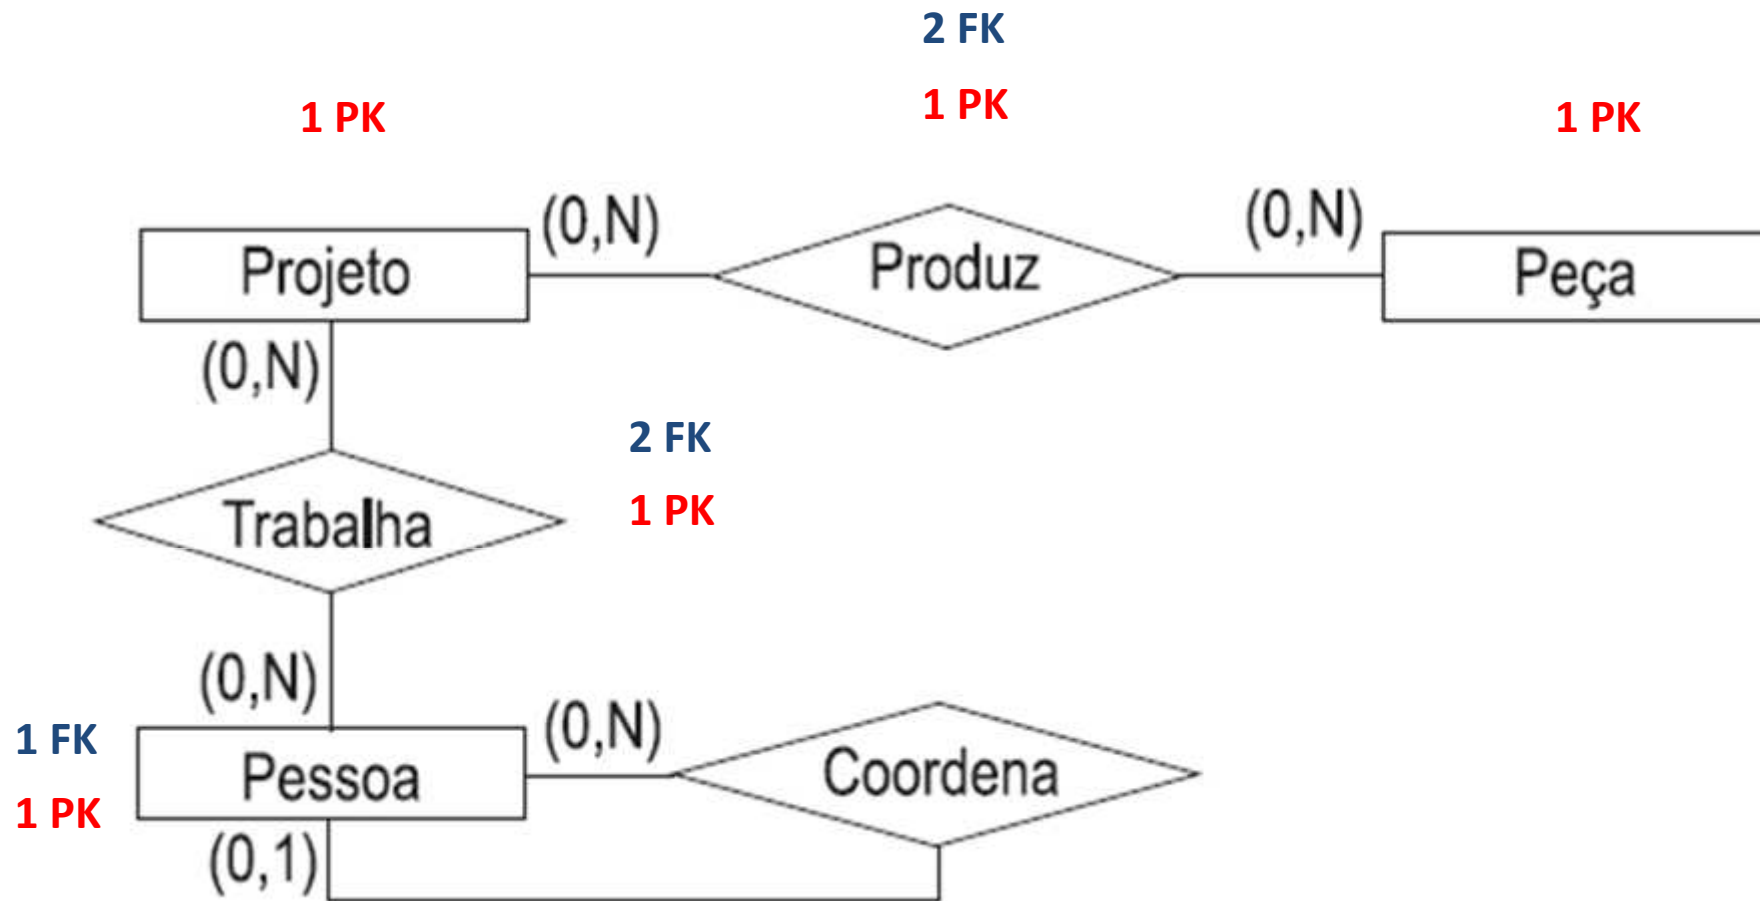 2 FK
1 PK
1 PK
1 PK
(0,N)
(0,N)
Projeto
Produz
Peça
(0,N)
2 FK
1 PK
Trabalha
(0,N)
(0,N)
1 FK
1 PK
Pessoa
Coordena
(0,1)